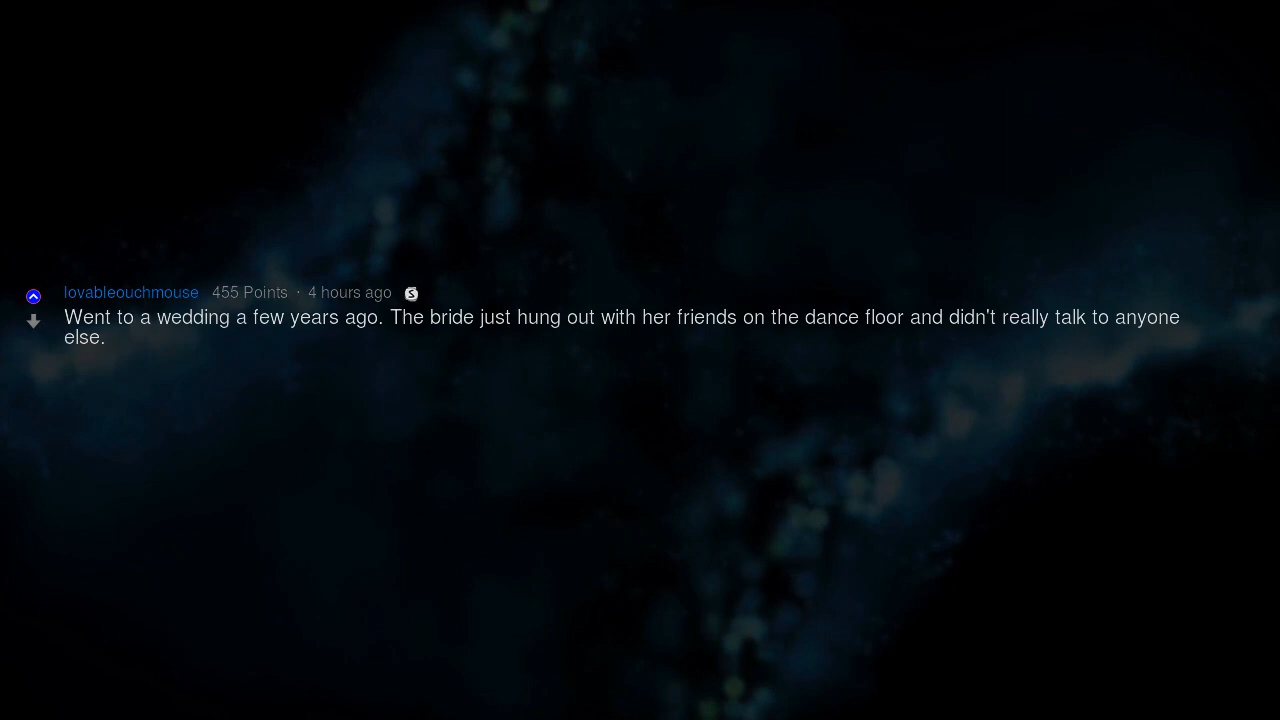 lovableouchmouse 455 Points · 4 hours ago
Went to a wedding a few years ago. The bride just hung out with her friends on the dance floor and didn't really talk to anyone
else.